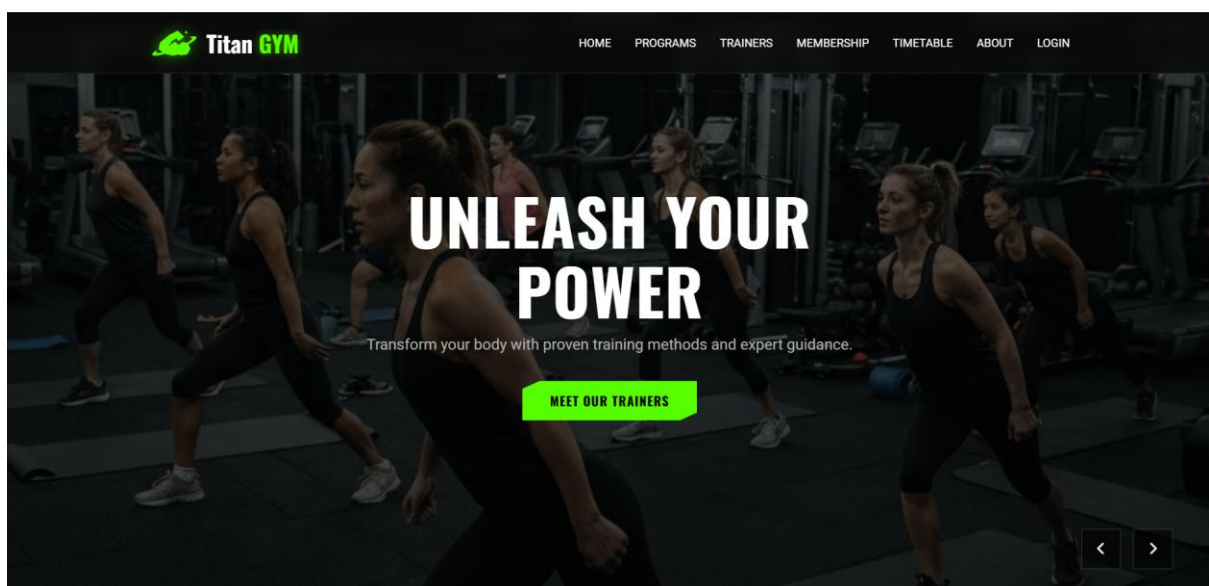 Titan GYM
HOME PROGRAMS TRAINERS MEMBERSHIP TIMETABLE ABOUT LOGIN
UNLEASH YOUR
POWER
Transform your body with proven training methods and expert guidance.
MEET OUR TRAINERS